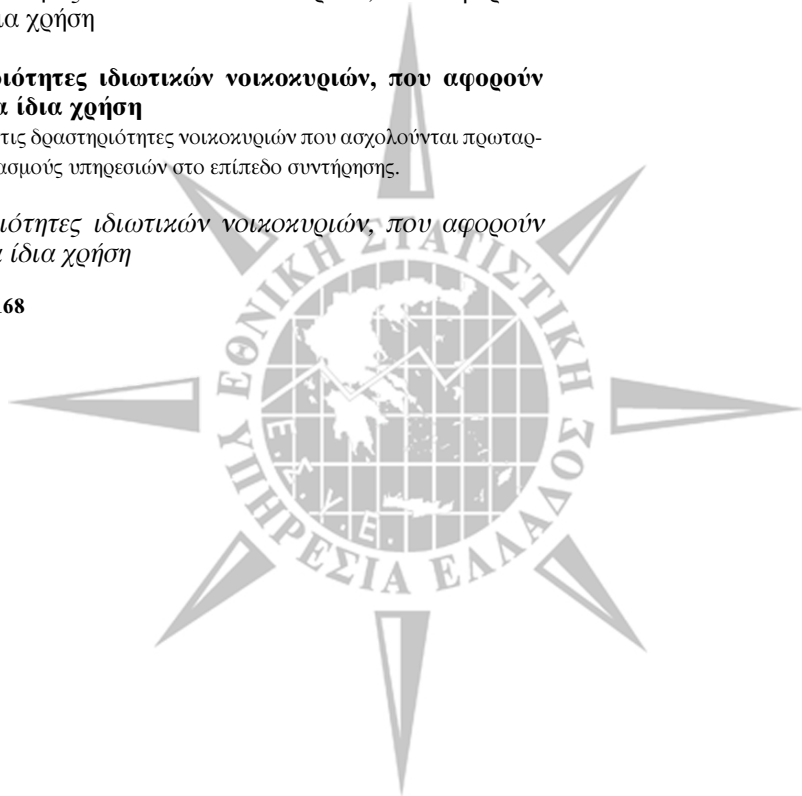 ια χρήση
ριότητες ιδιωτικών νοικοκυριών, που αφορούν
α ίδια χρήση
τις δραστηριότητες νοικοκυριών που ασχολούνται πρωταρ-
ασμούς υπηρεσιών στο επίπεδο συντήρησης.
ιότητες ιδιωτικών νοικοκυριών, που αφορούν
α ίδια χρήση
168
ΕΘΝΙΚΗ ΣΤΑΤΙΣΤΙΚΗ
ΥΠΗΡΕΣΙΑ ΕΛΛΑΔΟΣ
Ε.Σ.Υ.Ε.